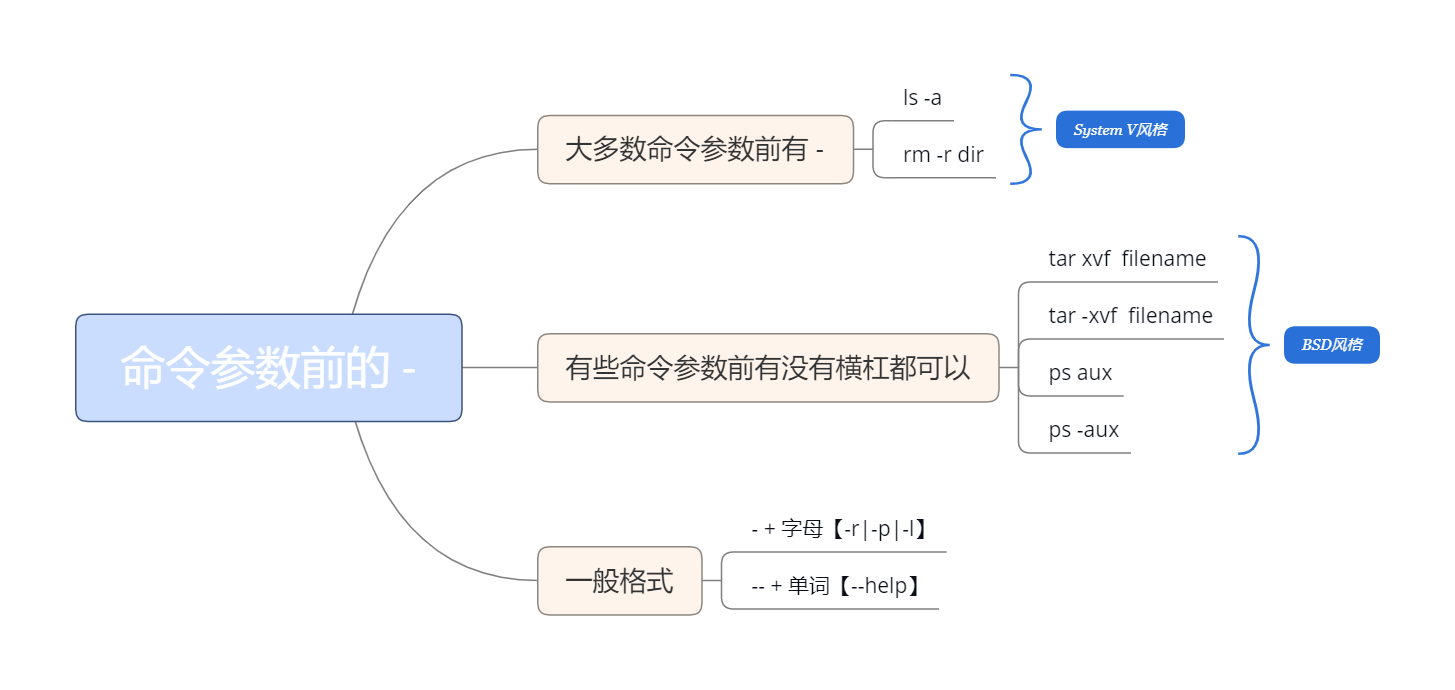 命令参数前的 -
大多数命令参数前有 -
ls -a
rm -r dir
System V风格
有些命令参数前有没有横杠都可以
tar xvf  filename
tar -xvf  filename
ps aux
ps -aux
BSD风格
一般格式
- + 字母【-r|-p|-l】
-- + 单词【--help】